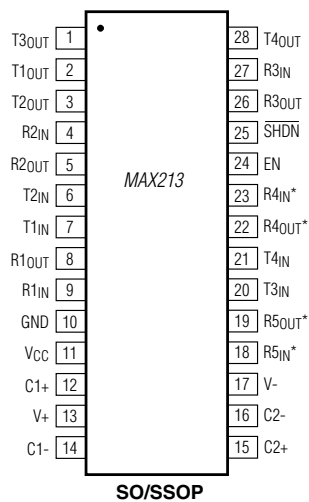 T3OUT 1
T1OUT 2
T2OUT 3
R2IN 4
R2OUT 5
T2IN 6
T1IN 7
R1OUT 8
R1IN 9
GND 10
VCC 11
C1+ 12
V+ 13
C1- 14
MAX213
28 T4OUT
27 R3IN
26 R3OUT
25 SHDN
24 EN
23 R4IN*
22 R4OUT*
21 T4IN
20 T3IN
19 R5OUT*
18 R5IN*
17 V-
16 C2-
15 C2+
SO/SSOP